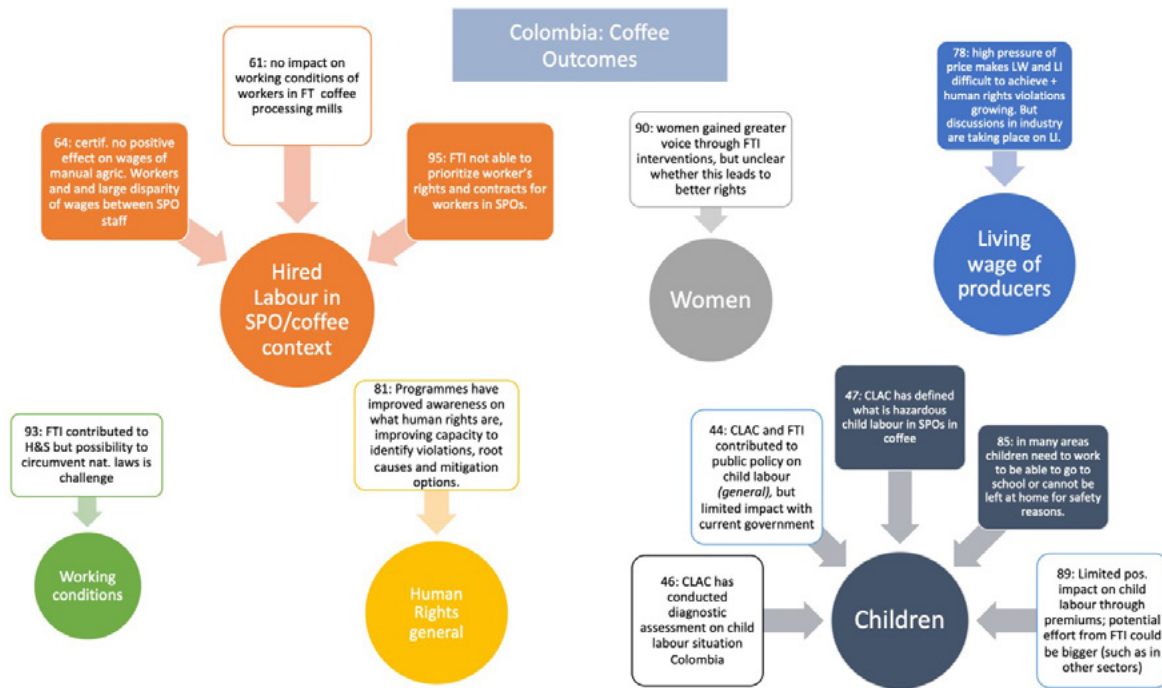 Colombia: Coffee
Outcomes
61: no impact on
working conditions of
workers in FT coffee
processing mills
64: certif. no positive
effect on wages of
manual agric. Workers
and and large disparity
of wages between SPO
staff
95: FTI not able to
prioritize worker's
rights and contracts for
workers in SPOs.
Hired
Labour in
SPO/coffee
context
90: women gained greater
voice through FTI
interventions, but unclear
whether this leads to
better rights
Women
78: high pressure of
price makes LW and LI
difficult to achieve +
human rights violations
growing. But
discussions in industry
are taking place on LI.
Living
wage of
producers
93: FTI contributed to
H&S but possibility to
circumvent nat. laws is
challenge
Working
conditions
81: Programmes have
improved awareness on
what human rights are,
improving capacity to
identify violations, root
causes and mitigation
options.
Human
Rights
general
44: CLAC and FTI
contributed to
public policy on
child labour
(general), but
limited impact with
current government
47: CLAC has defined
what is hazardous
child labour in SPOs in
coffee
85: in many areas
children need to work
to be able to go to
school or cannot be
left at home for safety
reasons.
46: CLAC has
conducted
diagnostic
assessment on child
labour situation
Colombia
Children
89: Limited pos.
impact on child
labour through
premiums; potential
effort from FTI could
be bigger (such as in
other sectors)